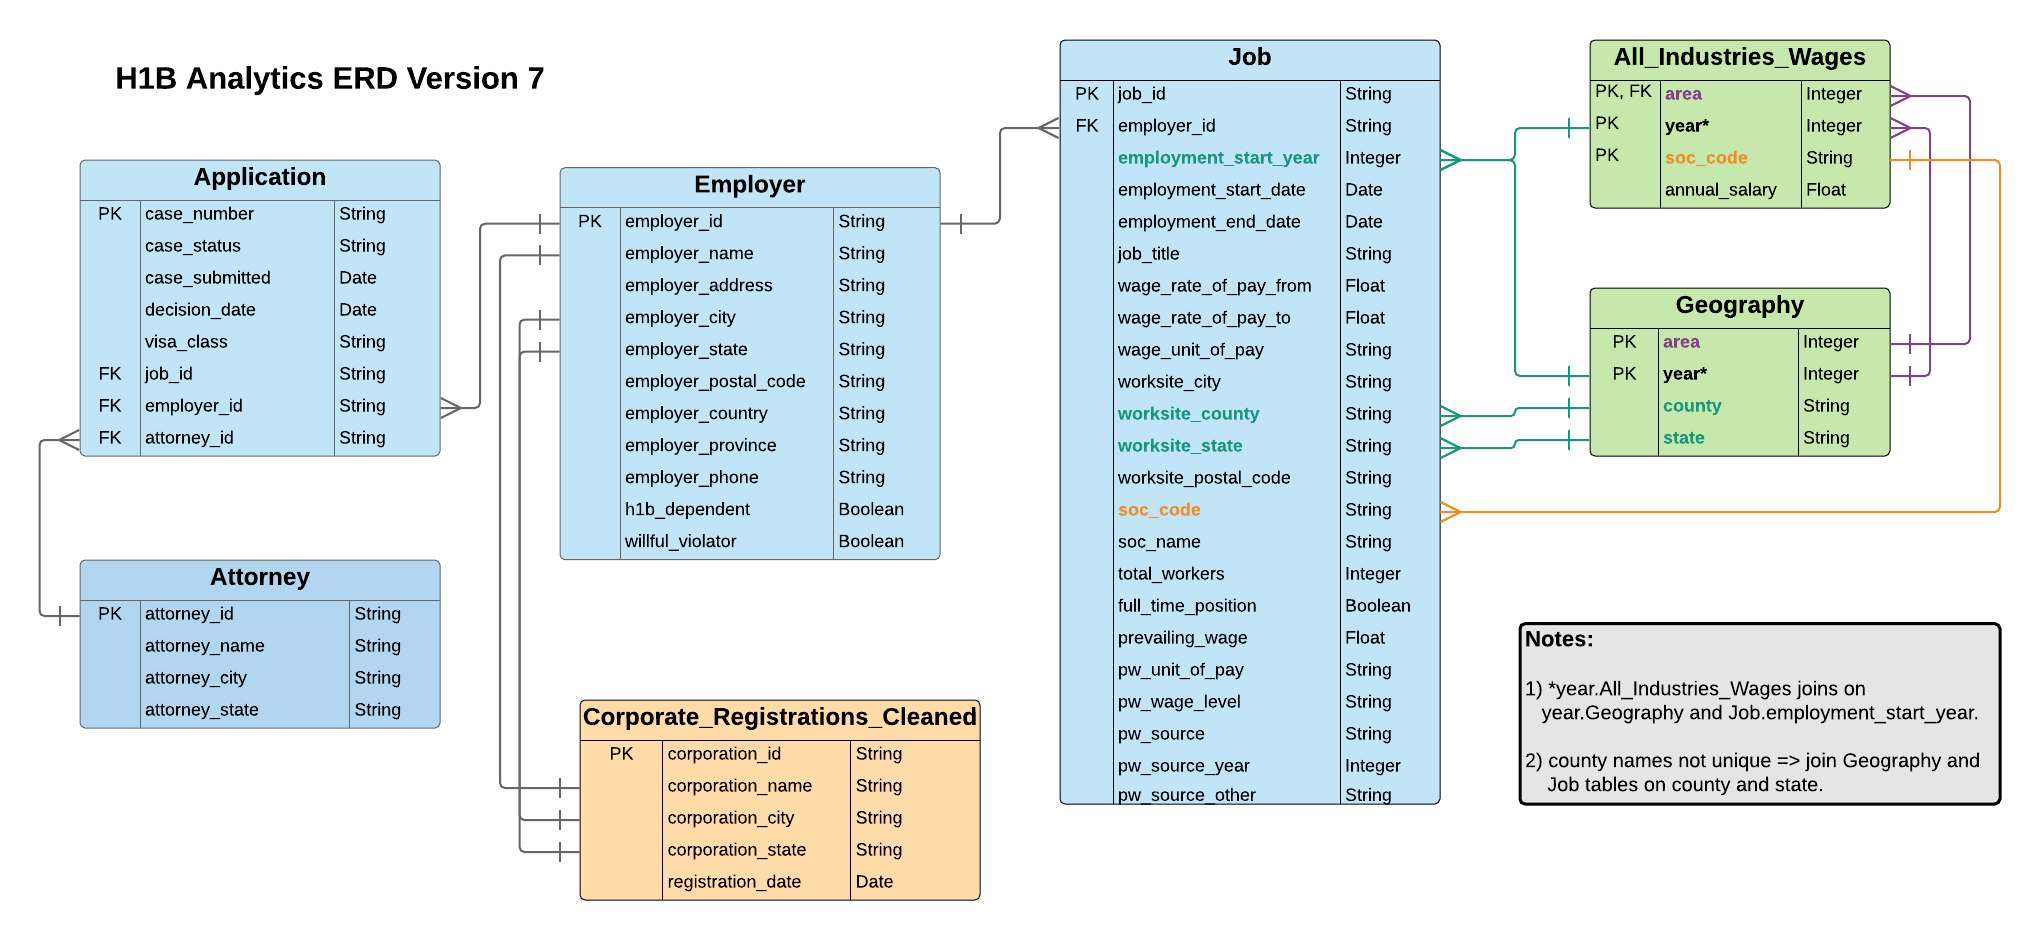 H1B Analytics ERD Version 7
Application
PK case_number String
case_status String
case_submitted Date
decision_date Date
visa_class String
FK job_id String
FK employer_id String
FK attorney_id String
Attorney
PK attorney_id String
attorney_name String
attorney_city String
attorney_state String
Employer
PK employer_id String
employer_name String
employer_address String
employer_city String
employer_state String
employer_postal_code String
employer_country String
employer_province String
employer_phone String
h1b_dependent Boolean
willful_violator Boolean
Corporate_Registrations_Cleaned
PK corporation_id String
corporation_name String
corporation_city String
corporation_state String
registration_date Date
Job
PK job_id String
FK employer_id String
employment_start_year Integer
employment_start_date Date
employment_end_date Date
job_title String
wage_rate_of_pay_from Float
wage_rate_of_pay_to Float
wage_unit_of_pay String
worksite_city String
worksite_county String
worksite_state String
worksite_postal_code String
soc_code String
soc_name String
total_workers Integer
full_time_position Boolean
prevailing_wage Float
pw_unit_of_pay String
pw_wage_level String
pw_source String
pw_source_year Integer
pw_source_other String
All_Industries_Wages
PK, FK area Integer
PK year* Integer
PK soc_code String
annual_salary Float
Geography
PK area Integer
PK year* Integer
county String
state String
Notes:
1) *year.All_Industries_Wages joins on
year.Geography and Job.employment_start_year.
2) county names not unique => join Geography and
Job tables on county and state.